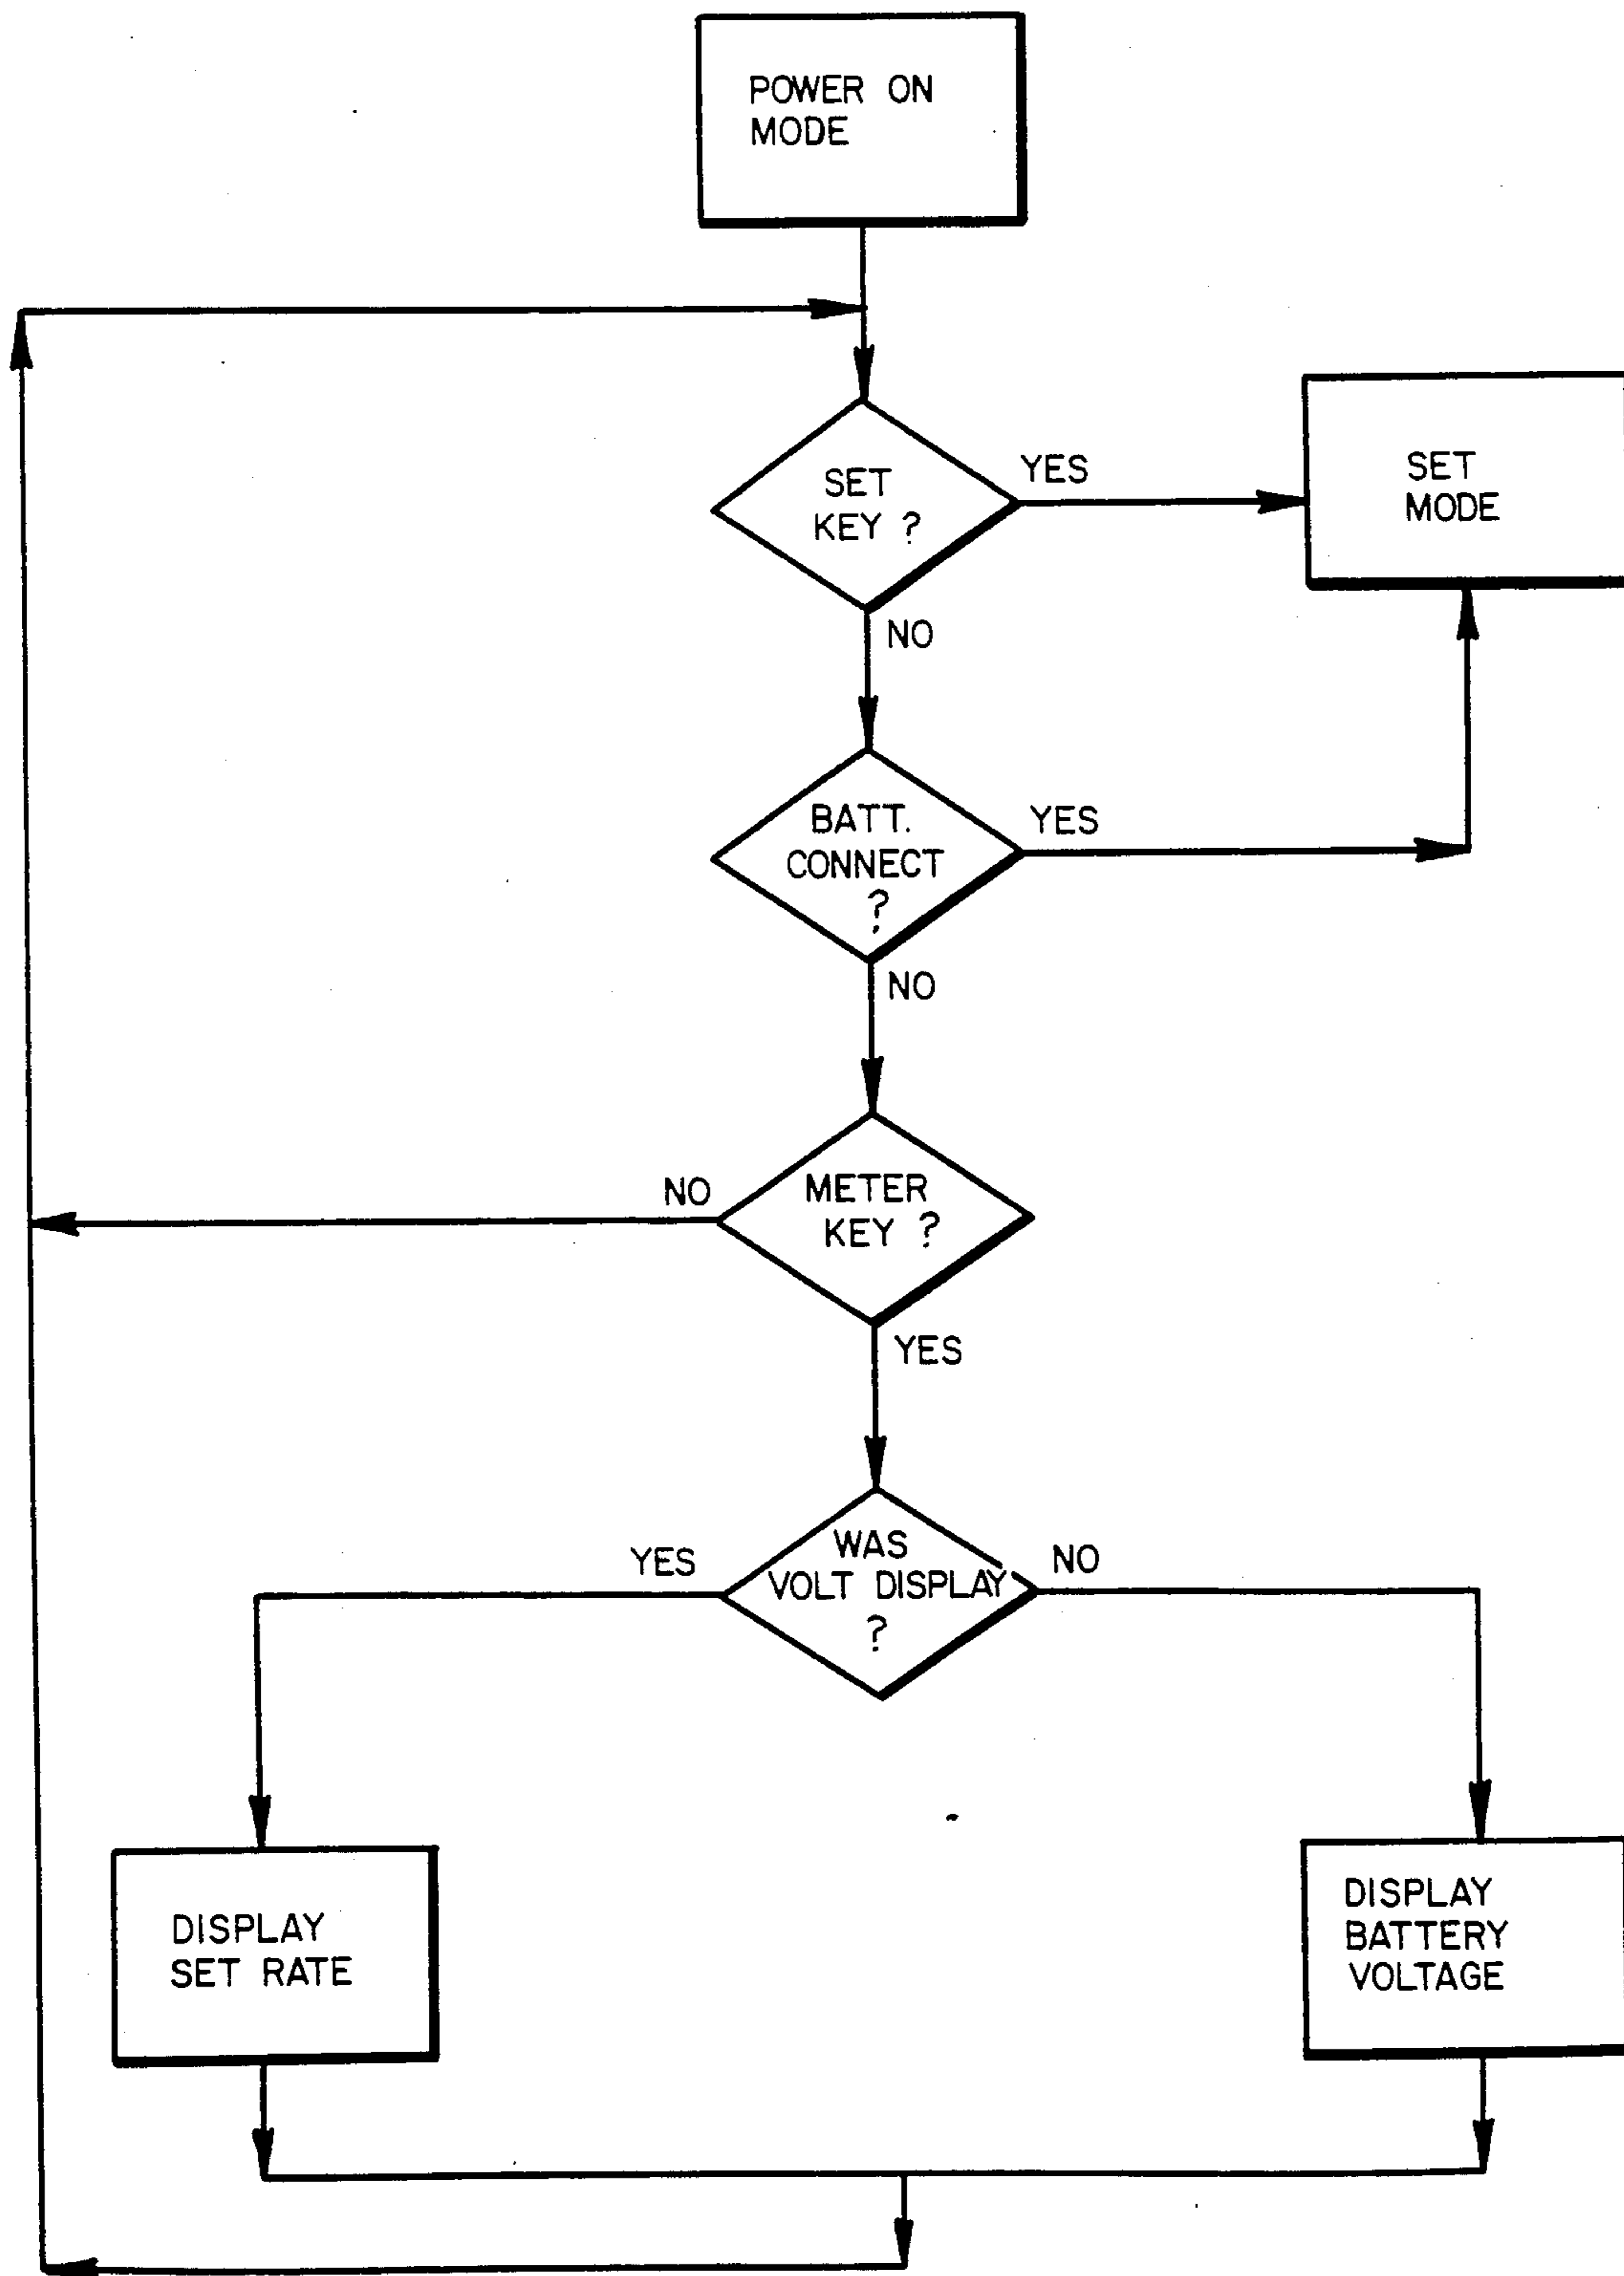 POWER ON
MODE
SET
KEY ?
YES
SET
MODE
NO
BATT.
CONNECT
?
YES
NO
METER
KEY ?
NO
YES
WAS
VOLT DISPLAY
?
YES
NO
DISPLAY
SET RATE
DISPLAY
BATTERY
VOLTAGE